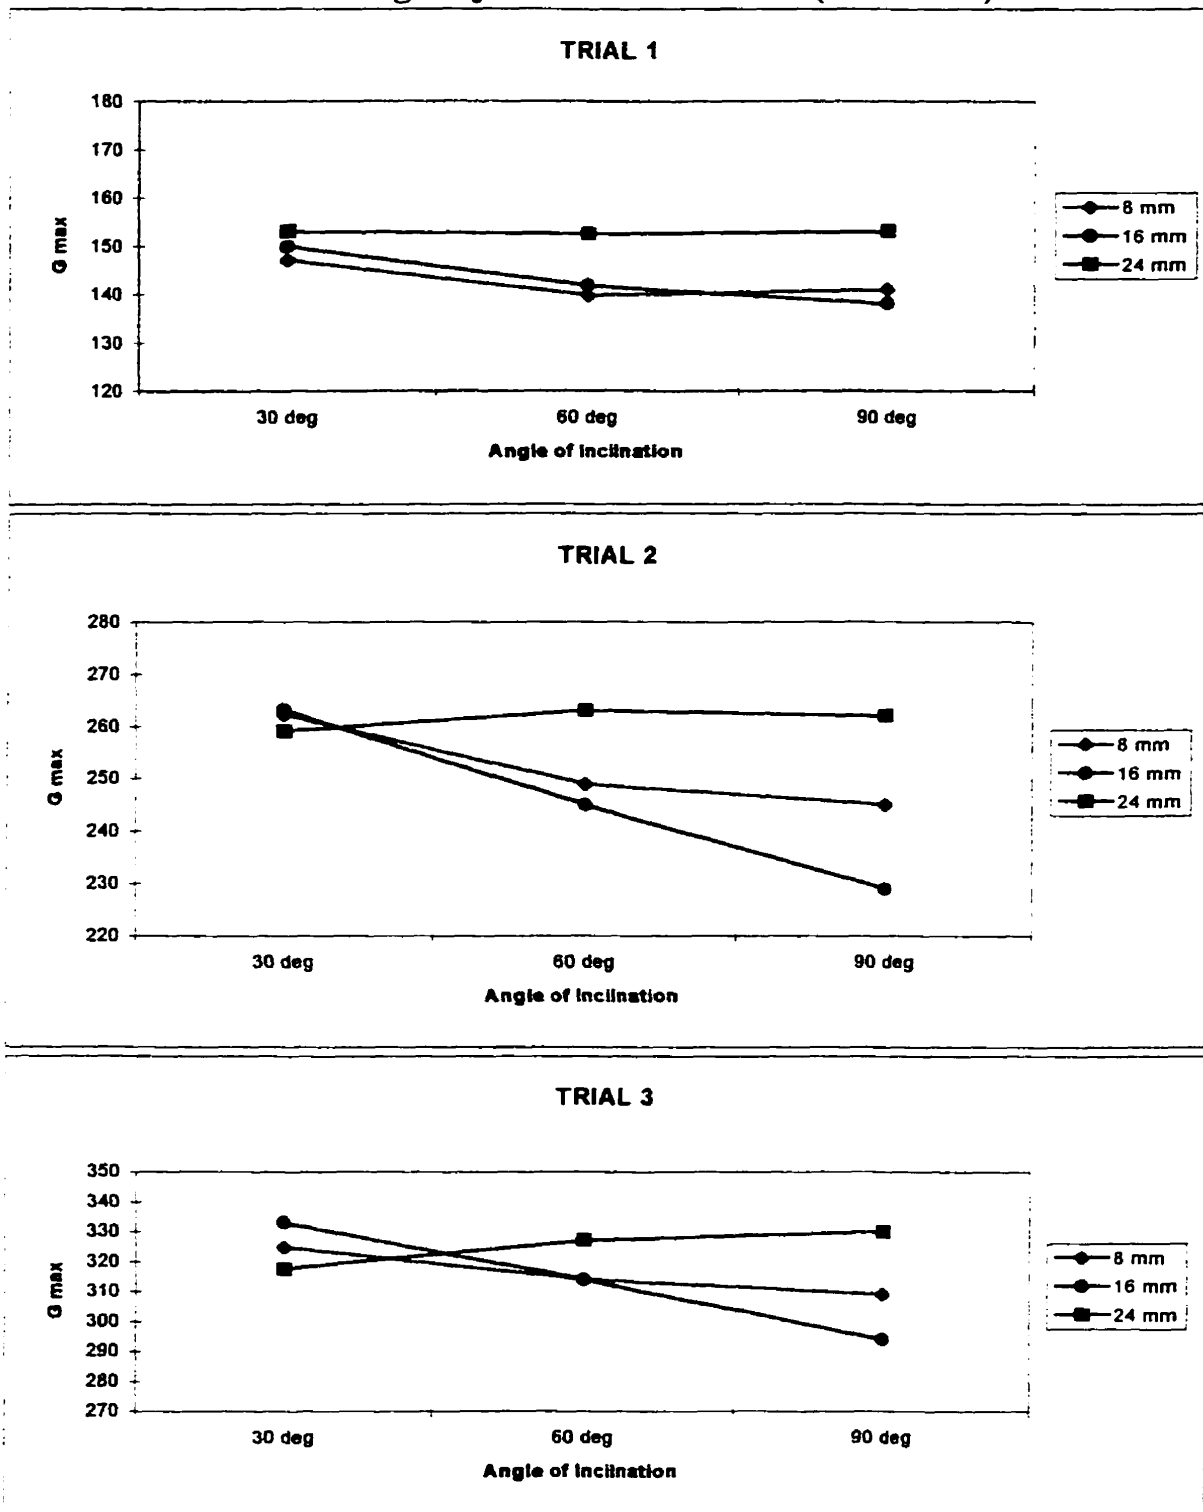 TRIAL 1
180
170
160
150
140
130
120
G max
30 deg 60 deg 90 deg
Angle of Inclination
8 mm
16 mm
24 mm
TRIAL 2
280
270
260
250
240
230
220
G max
30 deg 60 deg 90 deg
Angle of Inclination
8 mm
16 mm
24 mm
TRIAL 3
350
340
330
320
310
300
290
280
270
G max
30 deg 60 deg 90 deg
Angle of Inclination
8 mm
16 mm
24 mm